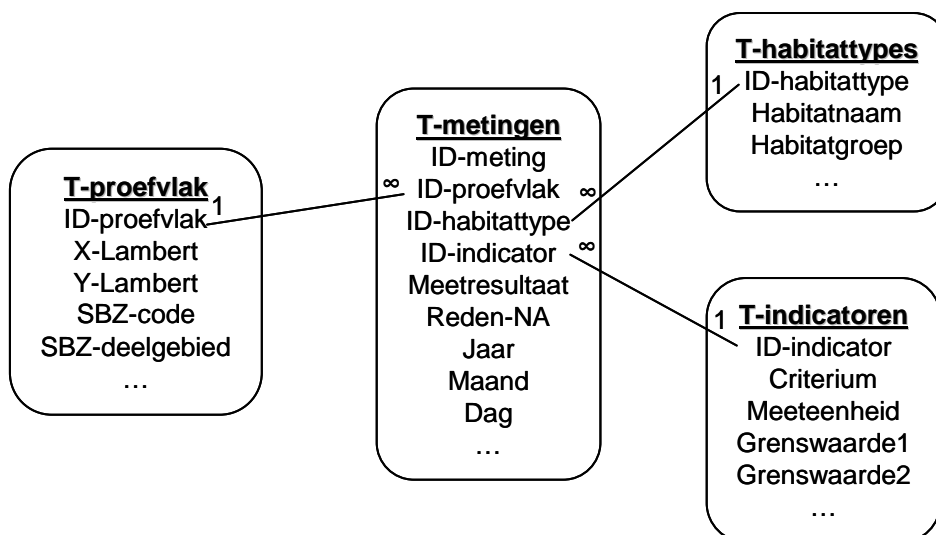 T-proefvlak
ID-proefvlak
1
X-Lambert
Y-Lambert
SBZ-code
SBZ-deelgebied
…
T-metingen
ID-meting
∞
ID-proefvlak
∞
ID-habitattype
ID-indicator
∞
Meetresultaat
Reden-NA
Jaar
Maand
Dag
…
T-habitattypes
1
ID-habitattype
Habitatnaam
Habitatgroep
…
1
T-indicatoren
ID-indicator
Criterium
Meeteenheid
Grenswaarde1
Grenswaarde2
…